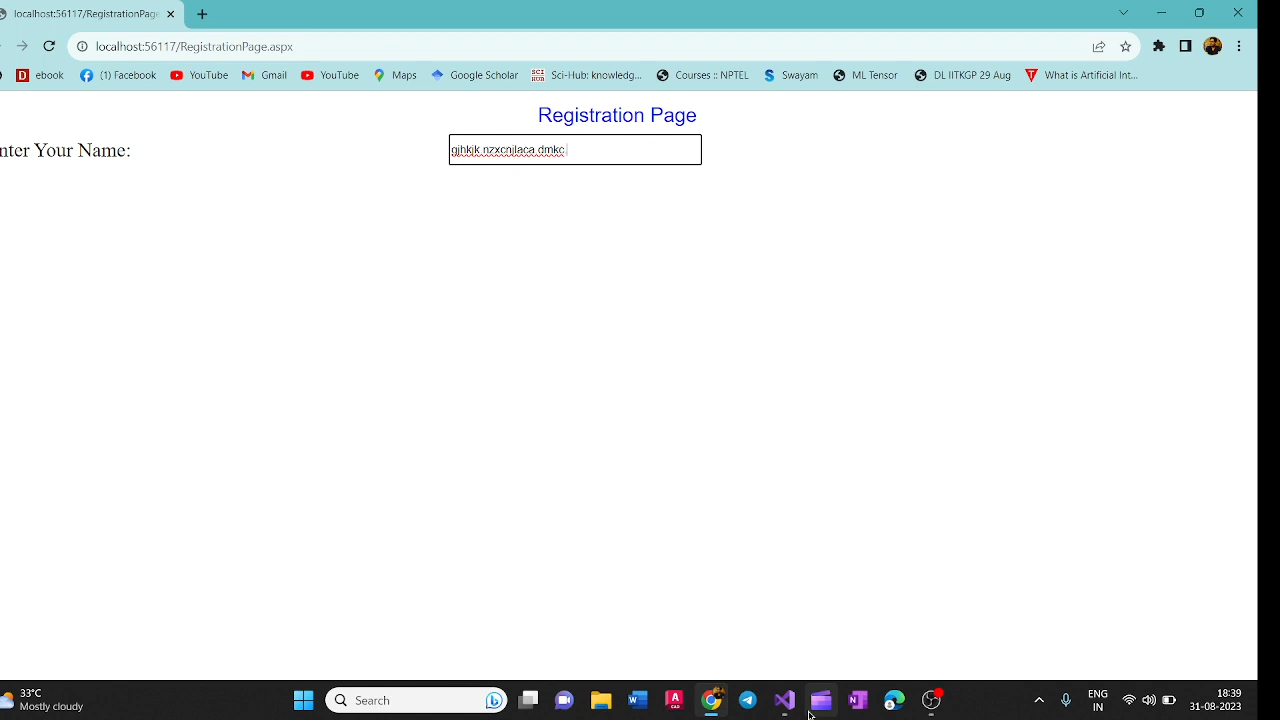 localhost:56117/RegistrationPage
localhost:56117/RegistrationPage.aspx
ebook
(1) Facebook
YouTube
Gmail
YouTube
Maps
Google Scholar
SCI HUB
Sci-Hub: knowledg...
Courses :: NPTEL
Swayam
ML Tensor
DL IITKGP 29 Aug
What is Artificial Int...
Registration Page
nter Your Name:
gjhkjk nzxcnjlaca dmkc
33°C
Mostly cloudy
Search
ENG
IN
18:39
31-08-2023